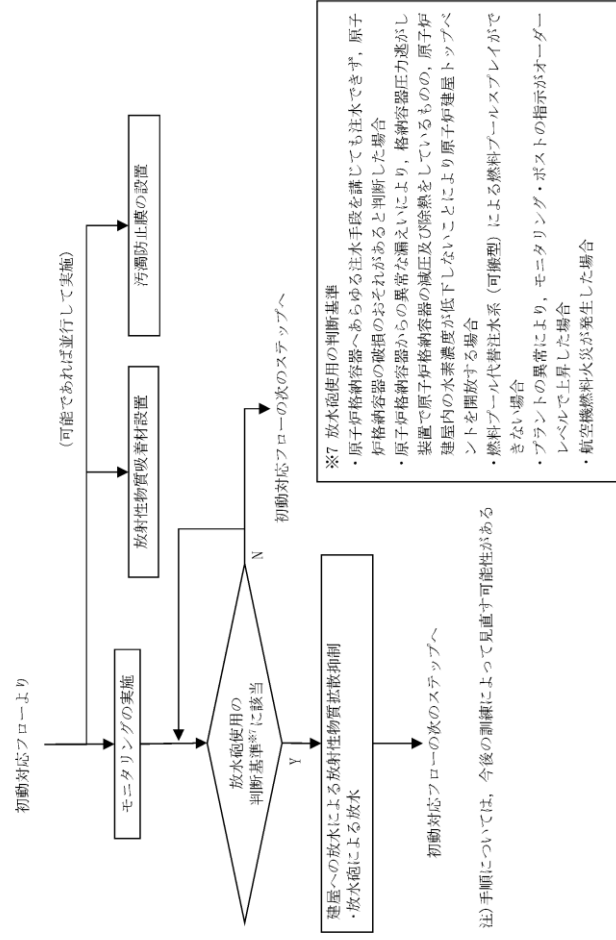 初動対応フローより
(可能であれば並行して実施)
モニタリングの実施
放射性物質吸着材設置
汚濁防止膜の設置
放水砲使用の
判断基準※7に該当
N
初動対応フローの次のステップへ
Y
建屋への放水による放射性物質拡散抑制
・放水砲による放水
初動対応フローの次のステップへ
※7 放水砲使用の判断基準
・原子炉格納容器へあらゆる注水手段を講じても注水できず，原子
炉格納容器の破損のおそれがあると判断した場合
・原子炉格納容器からの異常な漏えいにより，格納容器圧力逃がし
装置で原子炉格納容器の減圧及び除熱をしているものの，原子炉
建屋内の水素濃度が低下しないことにより原子炉建屋トップベ
ントを開放する場合
・燃料プール代替注水系（可搬型）による燃料プールスプレイがで
きない場合
・プラントの異常により，モニタリング・ポストの指示がオーダー
レベルで上昇した場合
・航空機燃料火災が発生した場合
注)手順については，今後の訓練によって見直す可能性がある